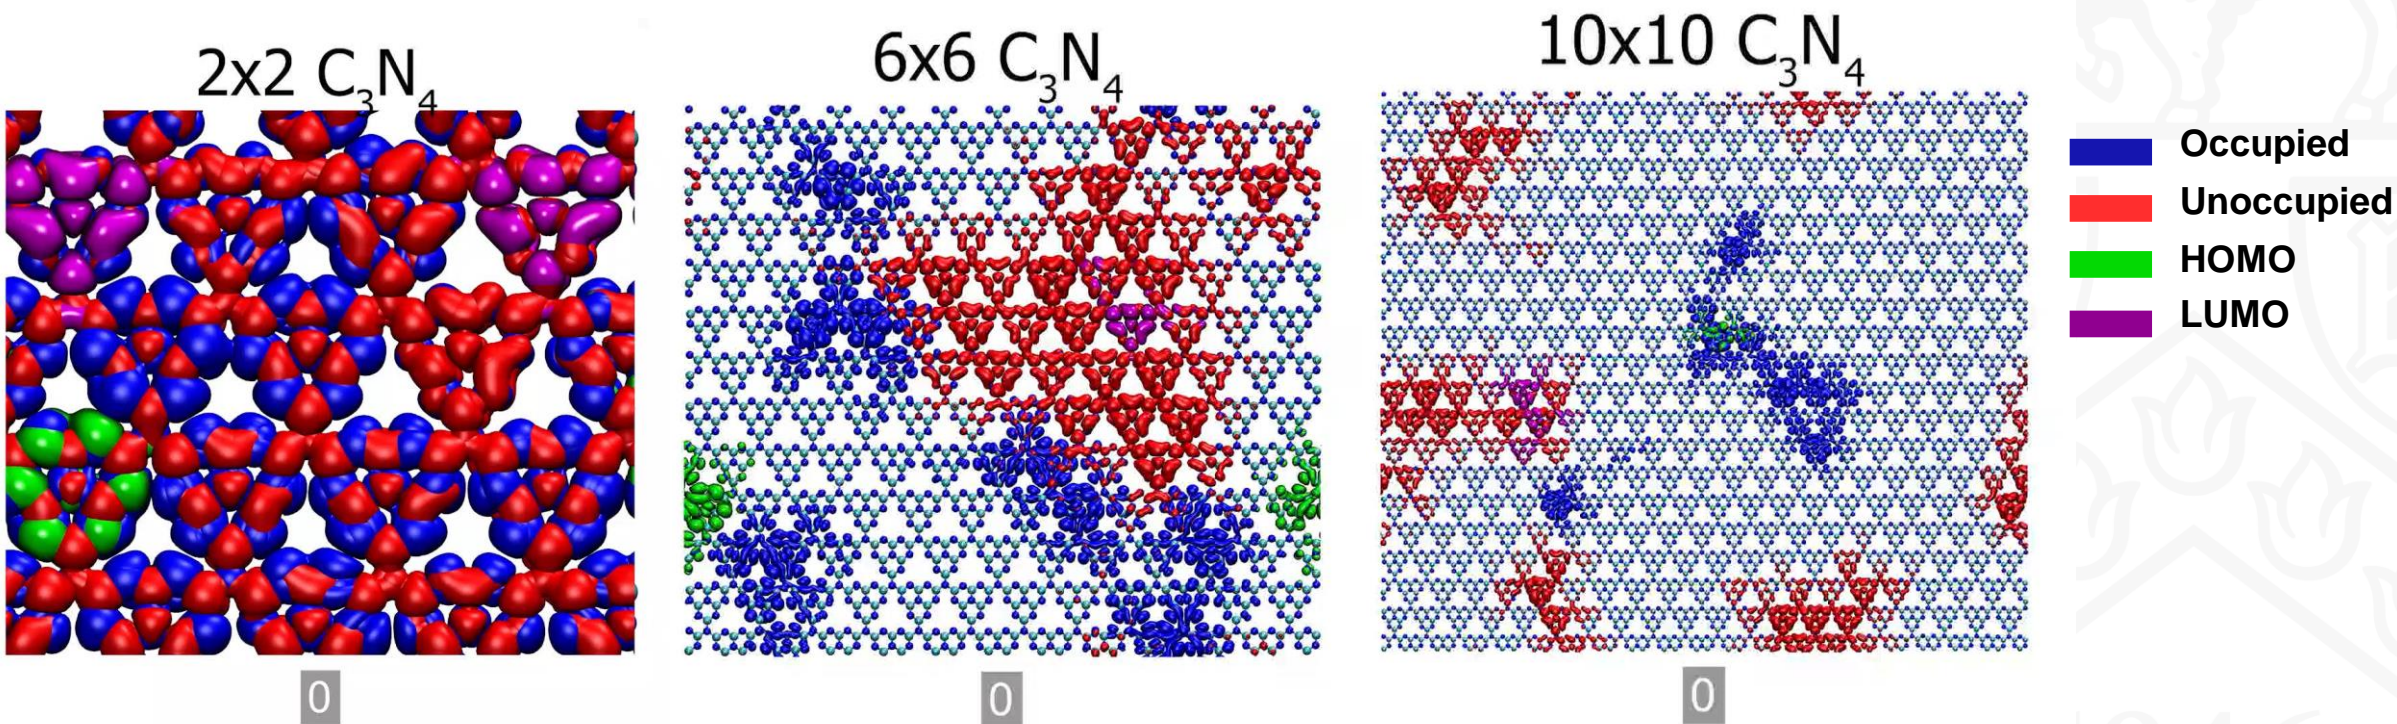 2x2 C₃N₄
6x6 C₃N₄
10x10 C₃N₄
Occupied
Unoccupied
HOMO
LUMO
0
0
0